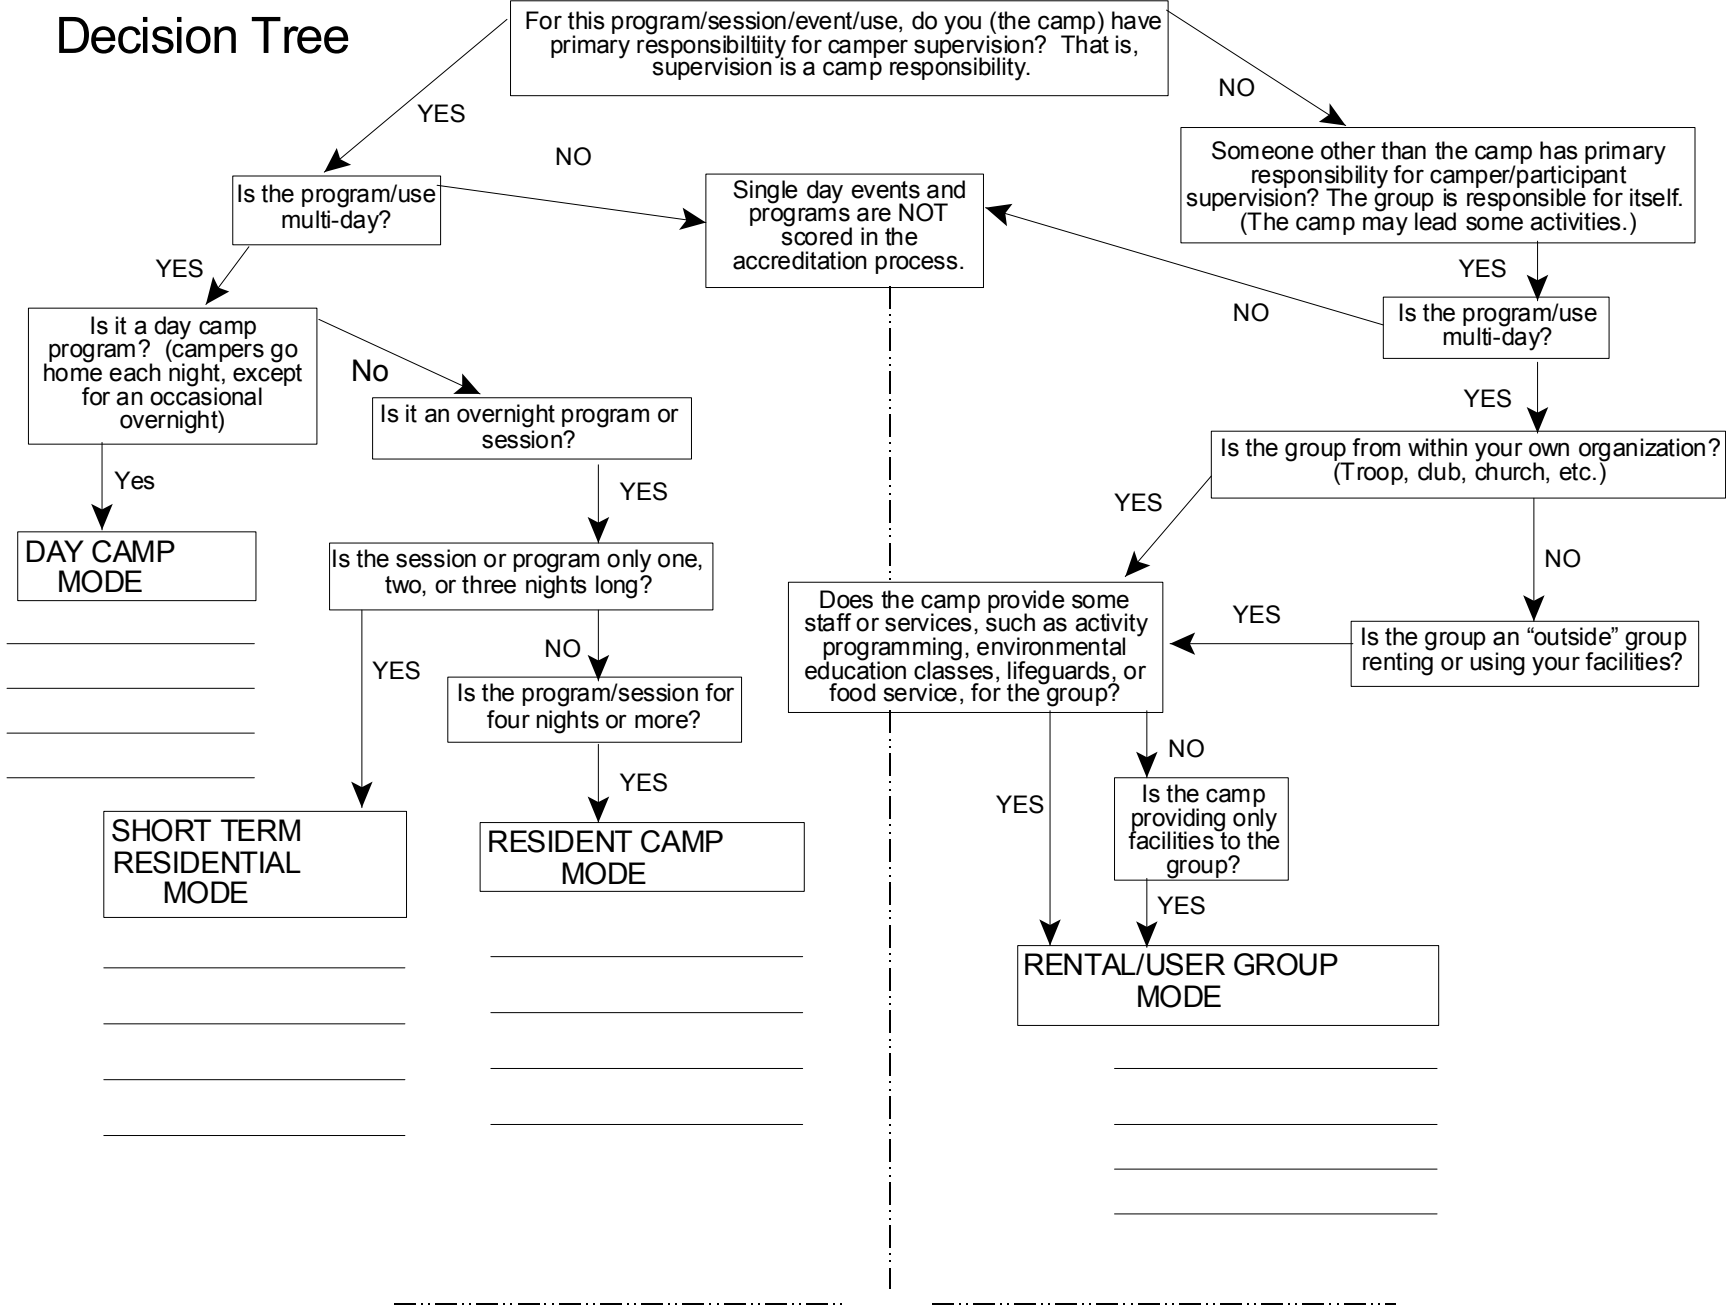 Decision Tree
For this program/session/event/use, do you (the camp) have
primary responsibiltiity for camper supervision? That is,
supervision is a camp responsibility.
YES
NO
Someone other than the camp has primary
responsibility for camper/participant
supervision? The group is responsible for itself.
(The camp may lead some activities.)
Is the program/use
multi-day?
NO
Single day events and
programs are NOT
scored in the
accreditation process.
YES
YES
NO
Is the program/use
multi-day?
Is it a day camp
program? (campers go
home each night, except
for an occasional
overnight)
No
Is it an overnight program or
session?
YES
Is the group from within your own organization?
(Troop, club, church, etc.)
Yes
YES
YES
NO
DAY CAMP
MODE
Is the session or program only one,
two, or three nights long?
Does the camp provide some
staff or services, such as activity
programming, environmental
education classes, lifeguards, or
food service, for the group?
YES
Is the group an “outside” group
renting or using your facilities?
YES
NO
Is the program/session for
four nights or more?
YES
YES
NO
Is the camp
providing only
facilities to the
group?
YES
SHORT TERM
RESIDENTIAL
MODE
RESIDENT CAMP
MODE
RENTAL/USER GROUP
MODE